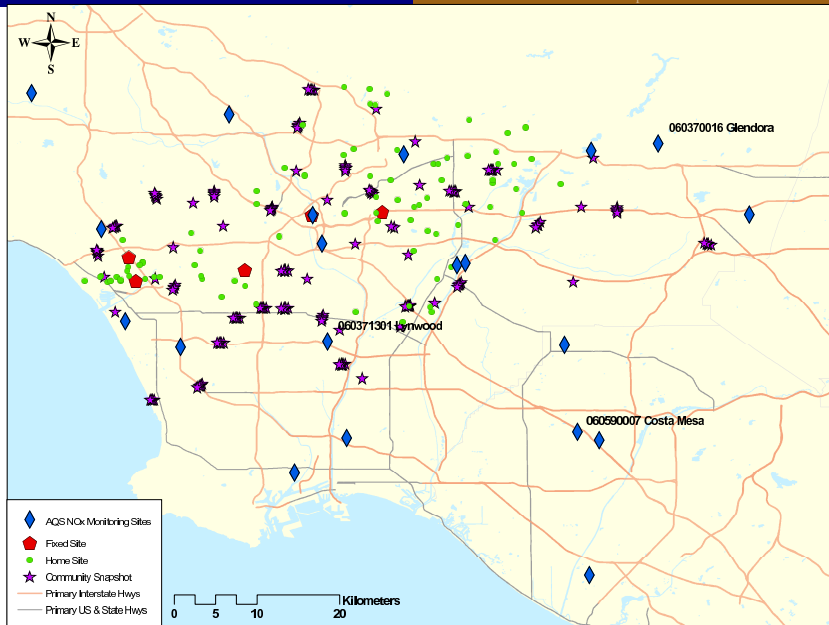 N
W E
S
060370016 Glendora
060371301 Lynwood
060590007 Costa Mesa
AQS NOx Monitoring Sites
Fixed Site
Home Site
Community Snapshot
Primary Interstate Hwys
Primary US & State Hwys
Kilometers
0 5 10 20